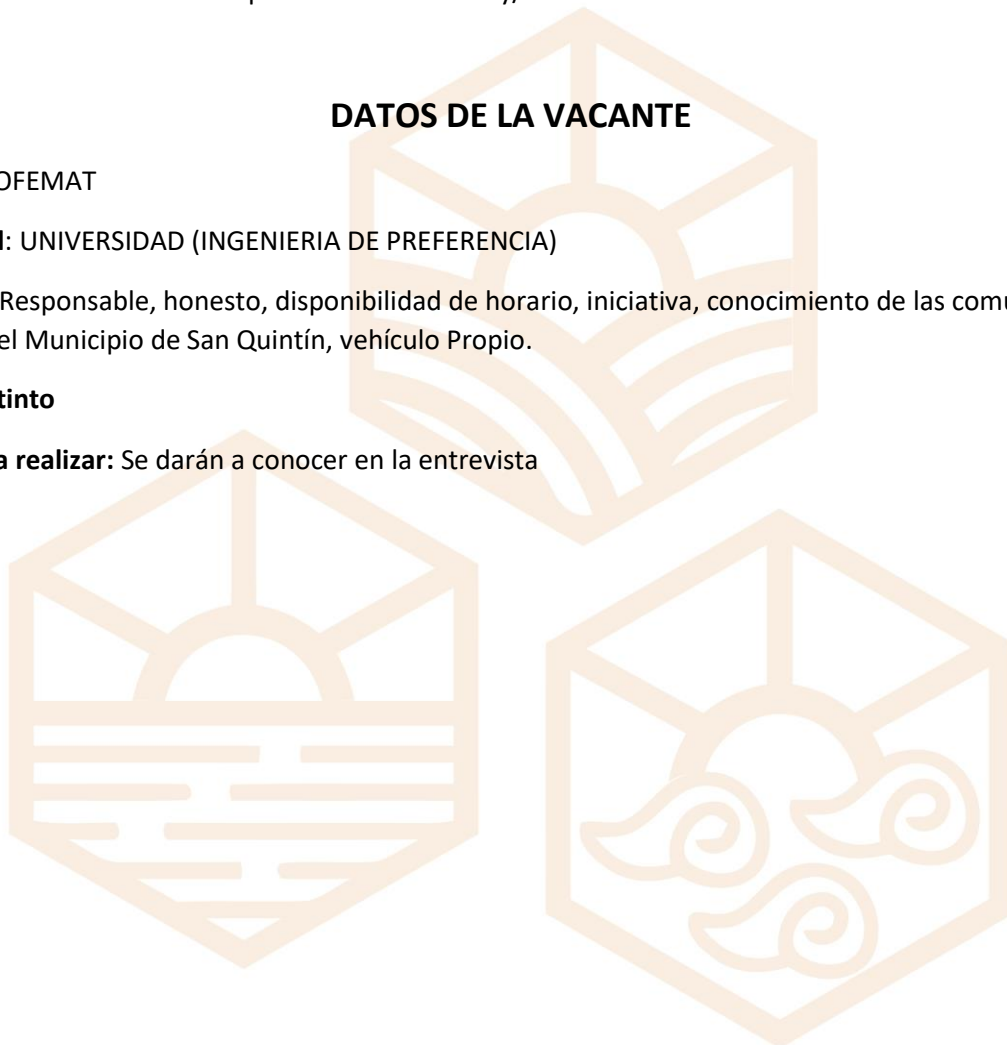 DATOS DE LA VACANTE
OFEMAT
l: UNIVERSIDAD (INGENIERIA DE PREFERENCIA)
Responsable, honesto, disponibilidad de horario, iniciativa, conocimiento de las comu
el Municipio de San Quintín, vehículo Propio.
tinto
a realizar: Se darán a conocer en la entrevista